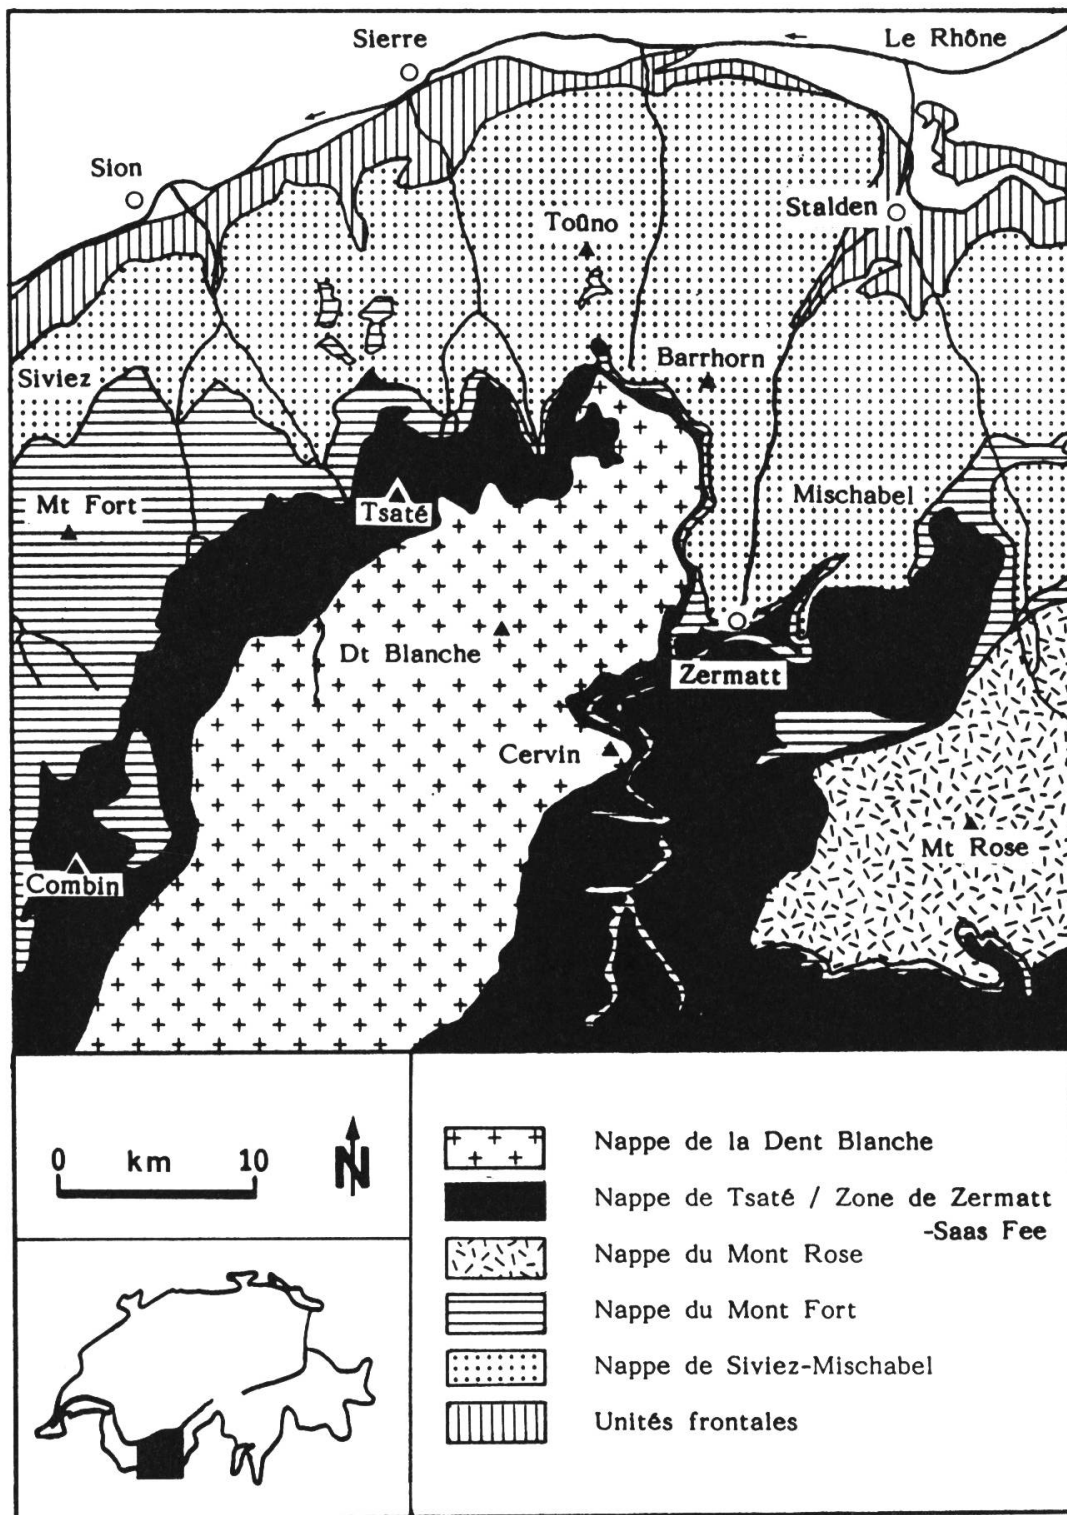 Sierre
Le Rhône
Sion
Stalden
Toûno
Barrhorn
Siviez
Mischabel
Mt Fort
Tsaté
Dt Blanche
Zermatt
Cervin
Mt Rose
Combin
0 km 10
N
Nappe de la Dent Blanche
Nappe de Tsaté / Zone de Zermatt
-Saas Fee
Nappe du Mont Rose
Nappe du Mont Fort
Nappe de Siviez-Mischabel
Unités frontales